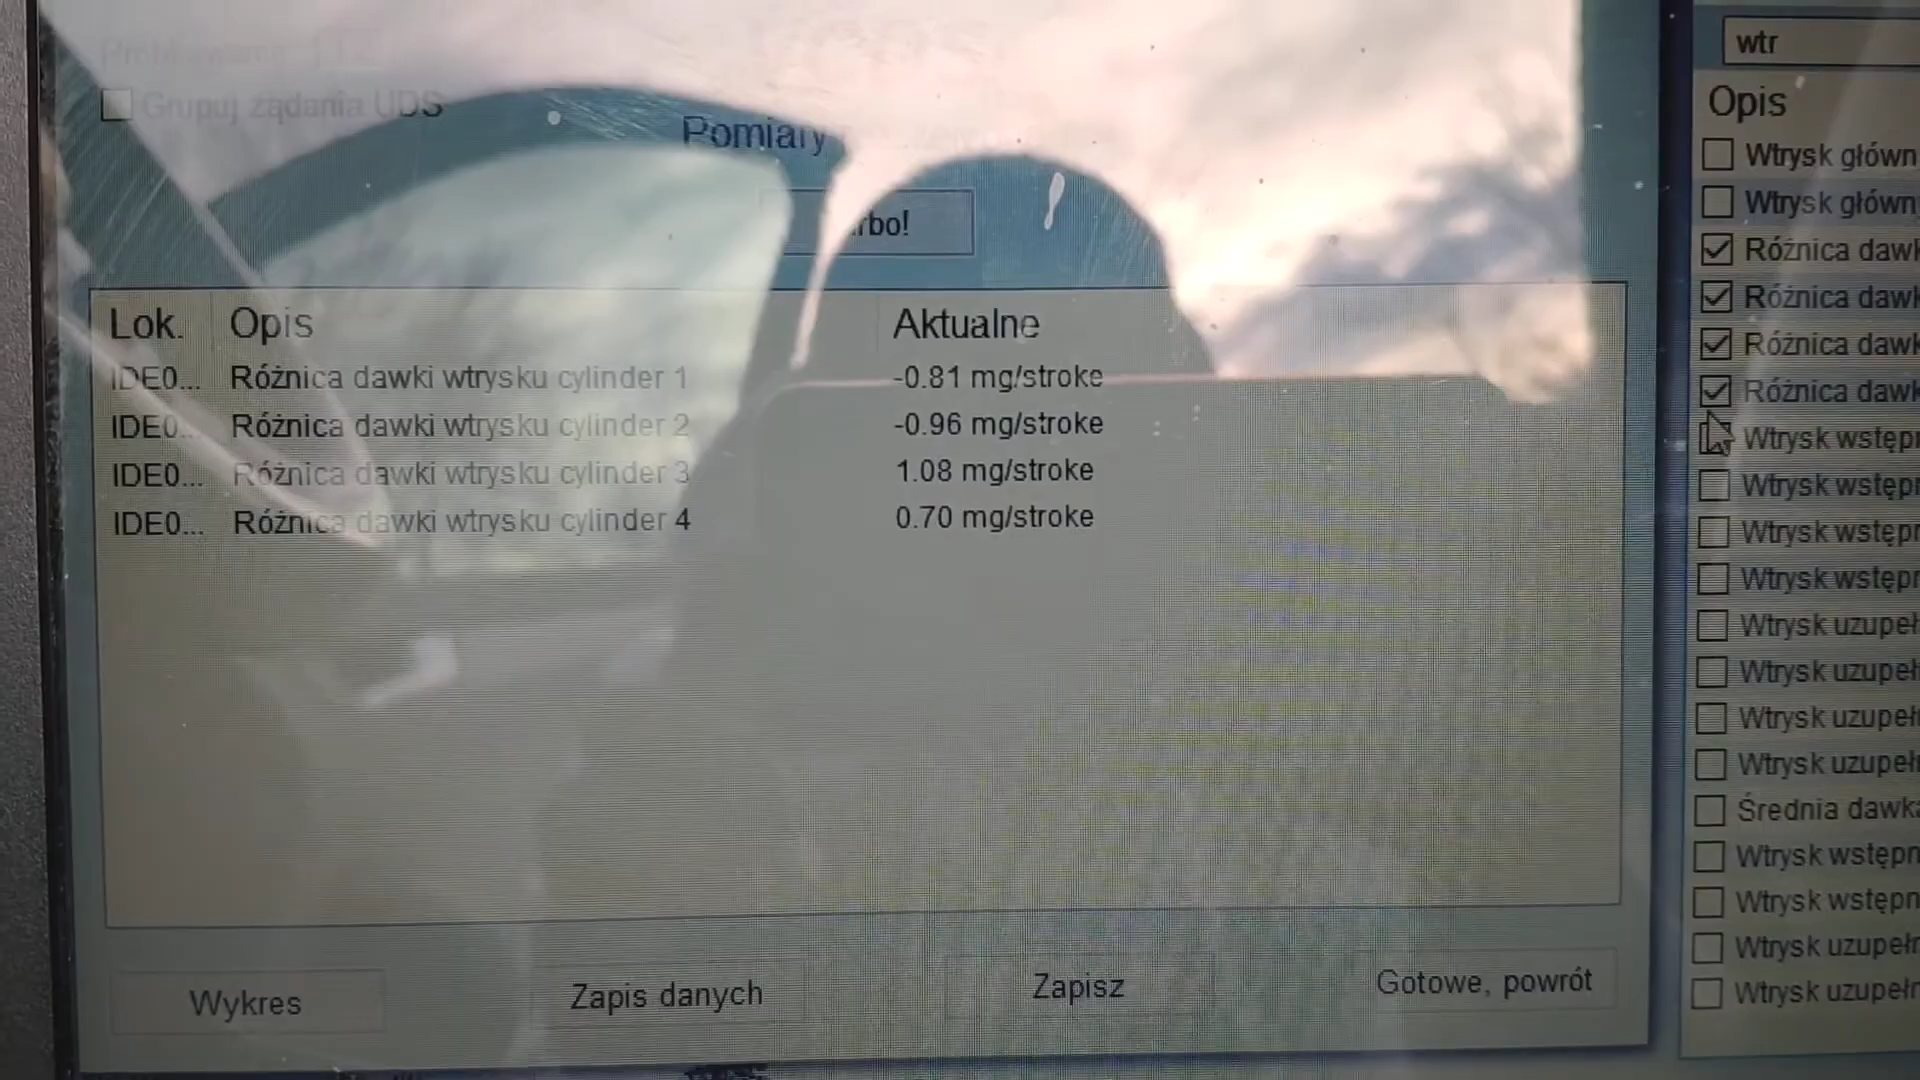 Grupuj żądania UDS
Pomiary
rbo!
Lok. Opis Aktualne
IDE0... Różnica dawki wtrysku cylinder 1 -0.81 mg/stroke
IDE0... Różnica dawki wtrysku cylinder 2 -0.96 mg/stroke
IDE0... Różnica dawki wtrysku cylinder 3 1.08 mg/stroke
IDE0... Różnica dawki wtrysku cylinder 4 0.70 mg/stroke
Wykres Zapis danych Zapisz Gotowe, powrót
wtr
Opis
Wtrysk główn
Wtrysk główn
Różnica dawk
Różnica dawk
Różnica dawk
Różnica dawk
Wtrysk wstępn
Wtrysk wstępn
Wtrysk wstępn
Wtrysk wstępn
Wtrysk uzupełn
Wtrysk uzupełn
Wtrysk uzupełn
Wtrysk uzupełn
Średnia dawka
Wtrysk wstępn
Wtrysk wstępn
Wtrysk uzupełn
Wtrysk uzupełn